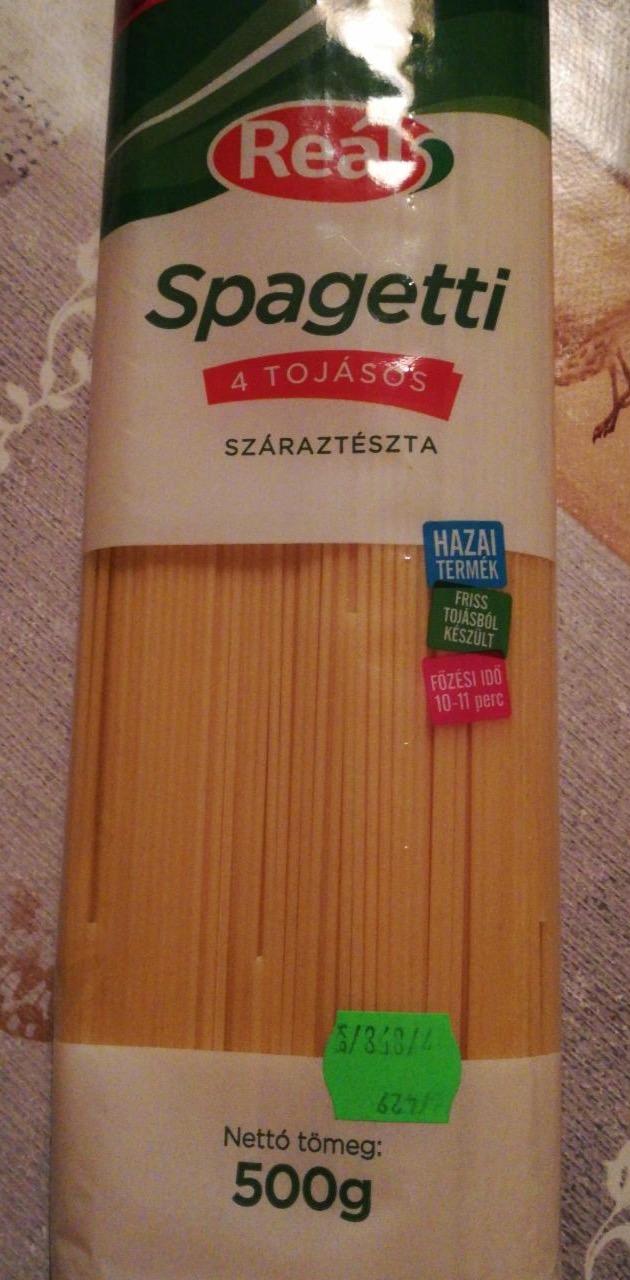 Reál
Spagetti
4 TOJÁSOS
SZÁRAZTÉSZTA
HAZAI
TERMÉK
FRISS
TOJÁSBÓL
KÉSZÜLT
FŐZÉSI IDŐ
10-11 perc
Nettó tömeg:
500g